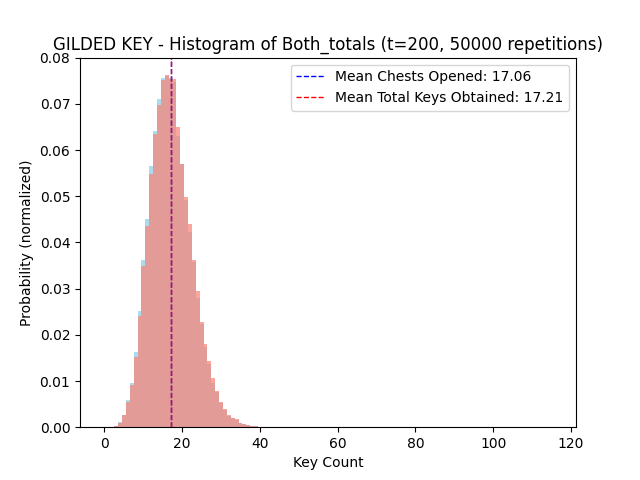 GILDED KEY - Histogram of Both_totals (t=200, 50000 repetitions)
Mean Chests Opened: 17.06
Mean Total Keys Obtained: 17.21
Probability (normalized)
0.08
0.07
0.06
0.05
0.04
0.03
0.02
0.01
0.00
0 20 40 60 80 100 120
Key Count